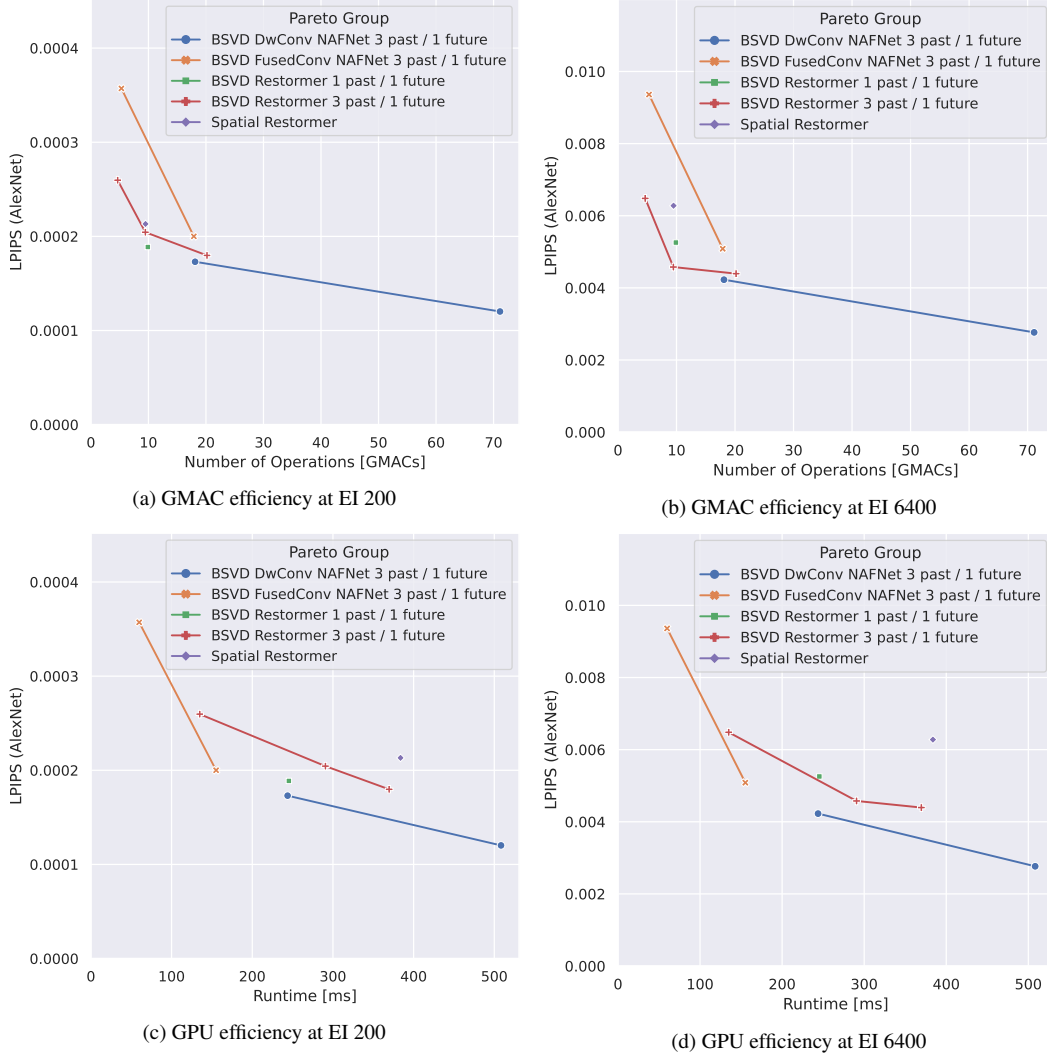 Pareto Group
BSVD DwConv NAFNet 3 past / 1 future
BSVD FusedConv NAFNet 3 past / 1 future
BSVD Restormer 1 past / 1 future
BSVD Restormer 3 past / 1 future
Spatial Restormer
0.0004
0.0003
0.0002
0.0001
0.0000
LPIPS (AlexNet)
0 10 20 30 40 50 60 70
Number of Operations [GMACs]
(a) GMAC efficiency at EI 200
Pareto Group
BSVD DwConv NAFNet 3 past / 1 future
BSVD FusedConv NAFNet 3 past / 1 future
BSVD Restormer 1 past / 1 future
BSVD Restormer 3 past / 1 future
Spatial Restormer
0.010
0.008
0.006
0.004
0.002
0.000
LPIPS (AlexNet)
0 10 20 30 40 50 60 70
Number of Operations [GMACs]
(b) GMAC efficiency at EI 6400
Pareto Group
BSVD DwConv NAFNet 3 past / 1 future
BSVD FusedConv NAFNet 3 past / 1 future
BSVD Restormer 1 past / 1 future
BSVD Restormer 3 past / 1 future
Spatial Restormer
0.0004
0.0003
0.0002
0.0001
0.0000
LPIPS (AlexNet)
0 100 200 300 400 500
Runtime [ms]
(c) GPU efficiency at EI 200
Pareto Group
BSVD DwConv NAFNet 3 past / 1 future
BSVD FusedConv NAFNet 3 past / 1 future
BSVD Restormer 1 past / 1 future
BSVD Restormer 3 past / 1 future
Spatial Restormer
0.010
0.008
0.006
0.004
0.002
0.000
LPIPS (AlexNet)
0 100 200 300 400 500
Runtime [ms]
(d) GPU efficiency at EI 6400